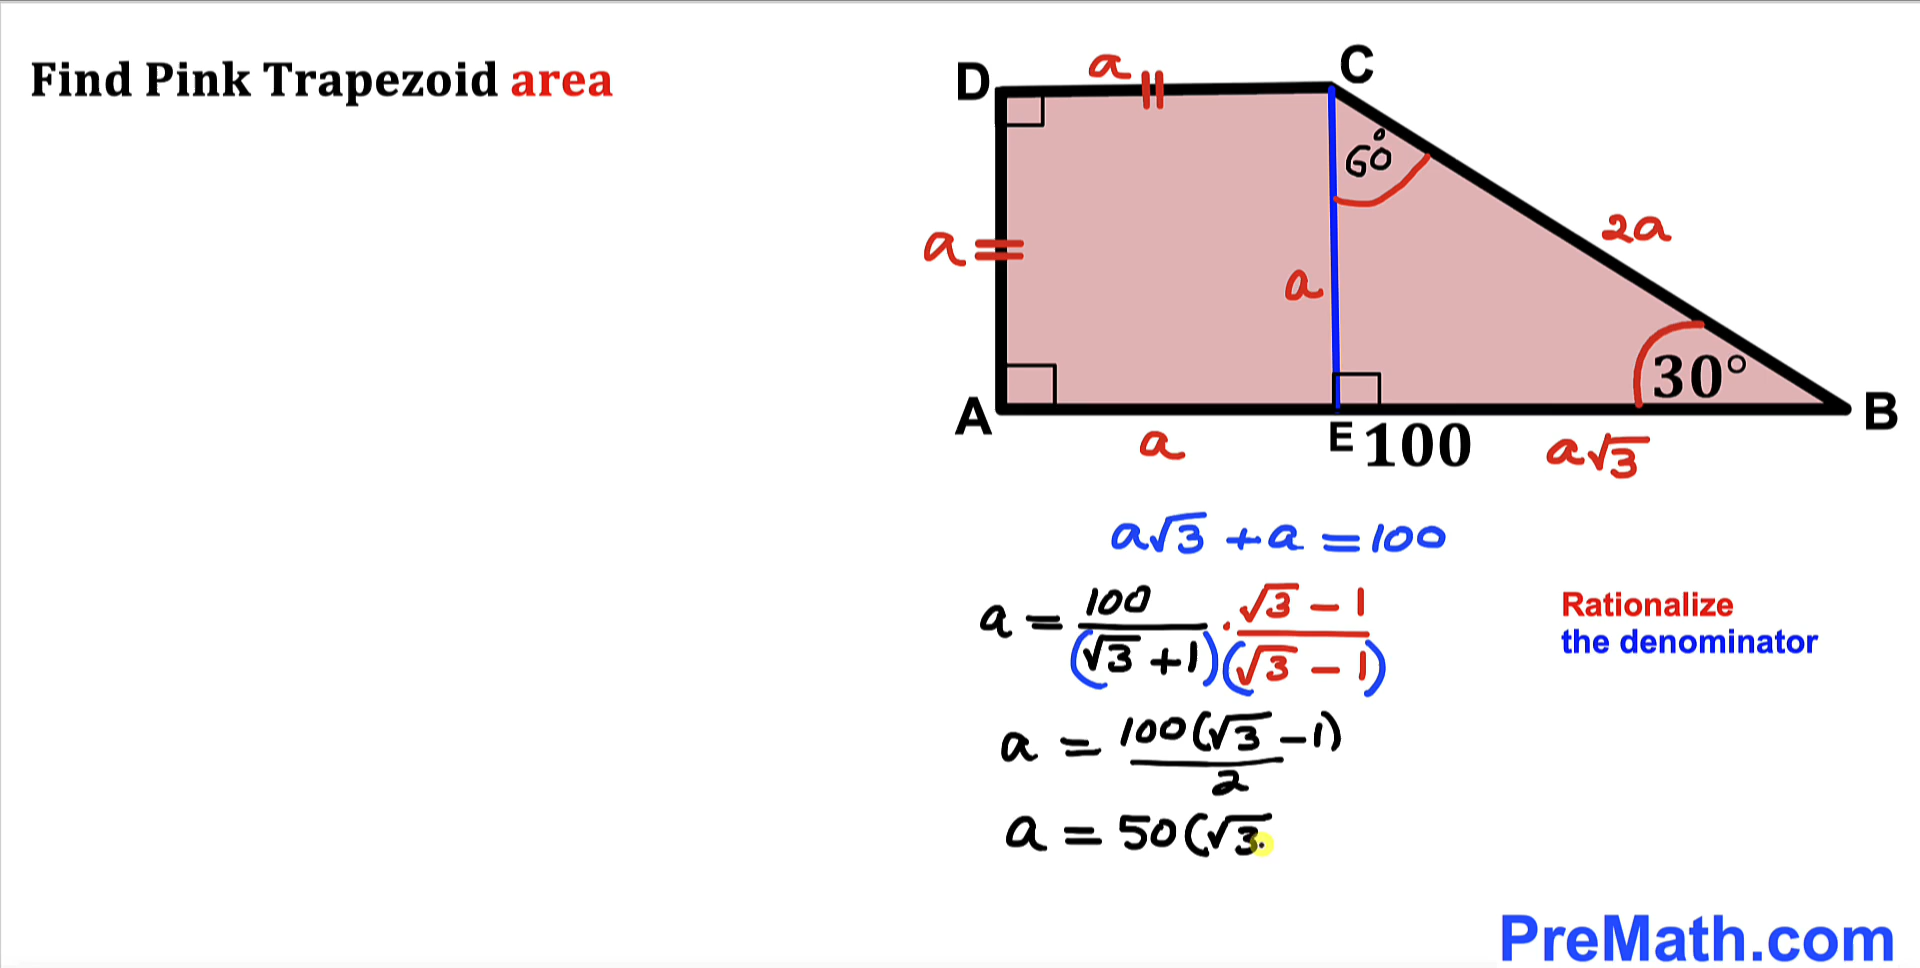 Find Pink Trapezoid area
D
a
C
60°
a
a
2a
30°
A
a
E
100
a√3
B
a√3 + a = 100
a = 100/(√3 + 1) · (√3 - 1)/(√3 - 1)
Rationalize
the denominator
a = 100(√3 - 1)/2
a = 50(√3
PreMath.com